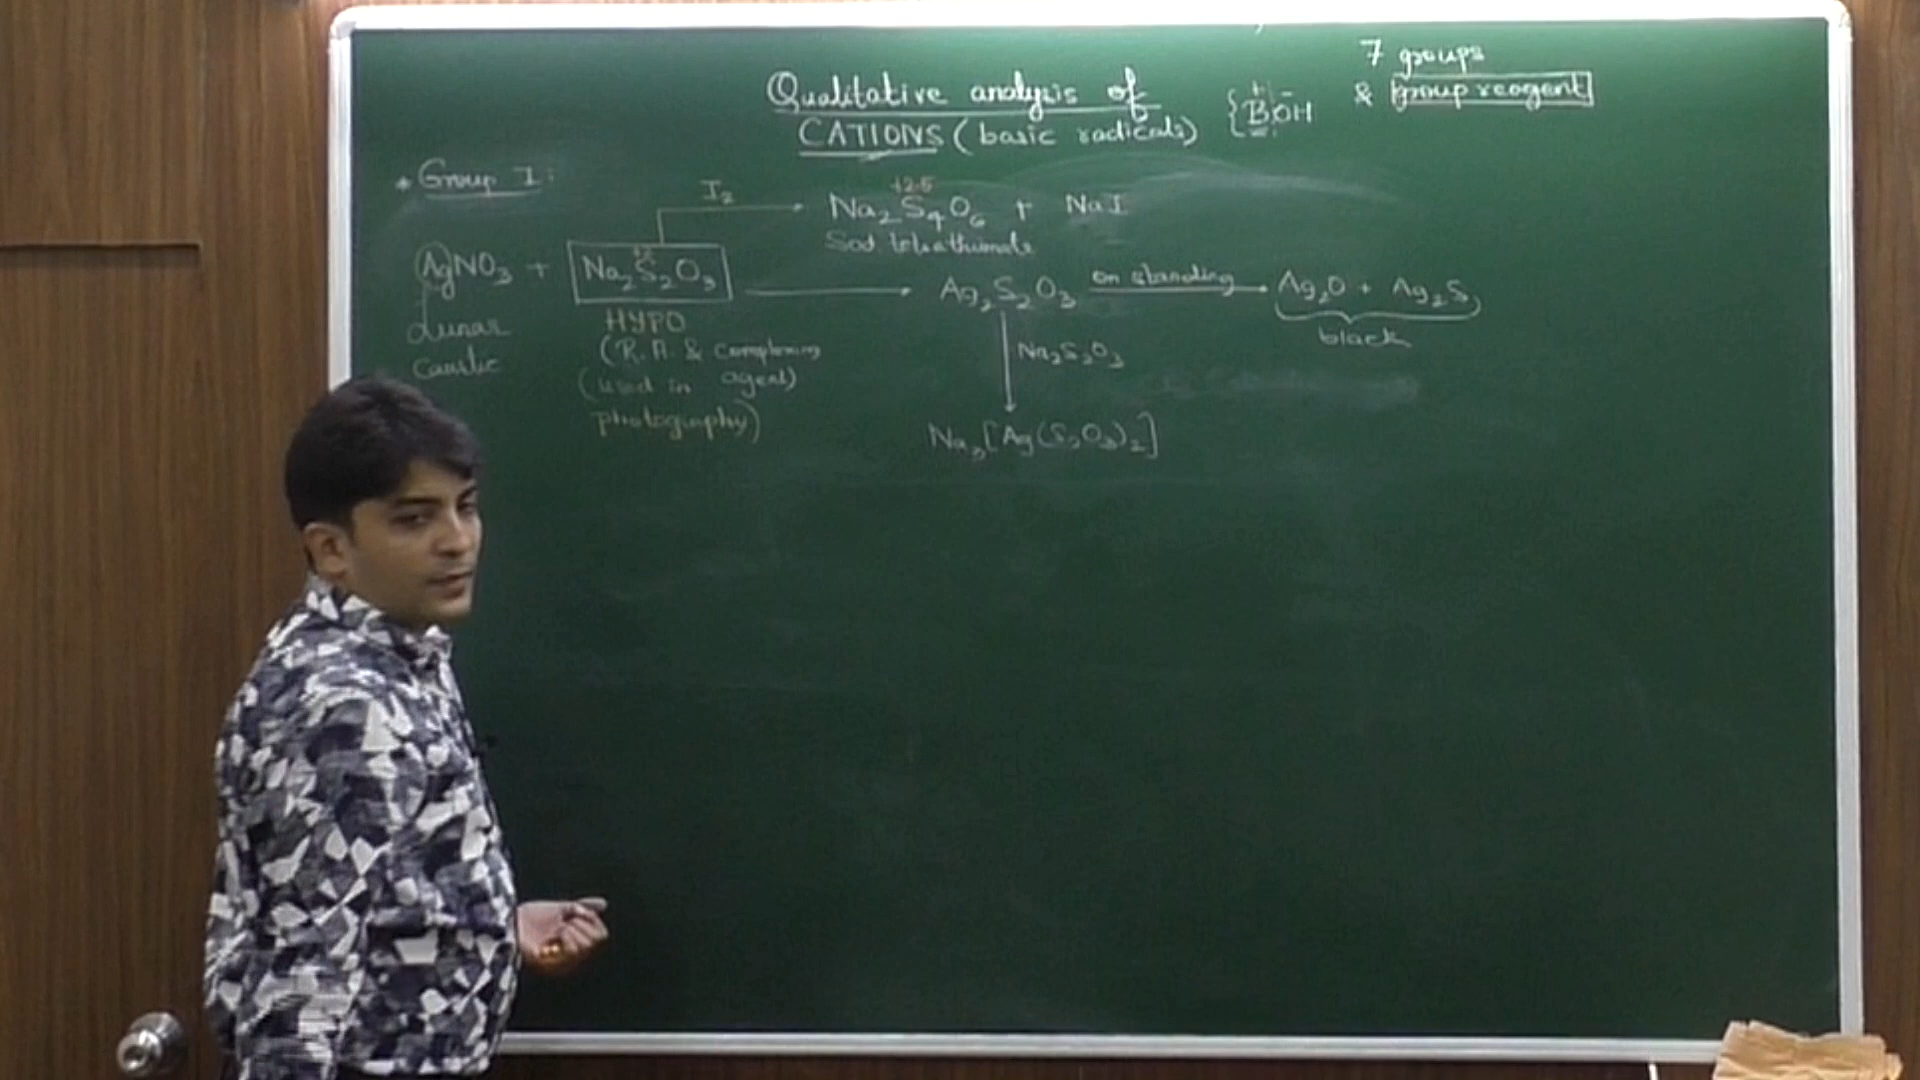 7 groups
& group reagent
Qualitative analysis of
CATIONS (basic radicals) {B⁺OH⁻
* Group I:
I₂
+2.5
Na₂S₄O₆ + NaI
Sod tetrathionate
AgNO₃ + Na₂S₂O₃ → Ag₂S₂O₃ on standing → Ag₂O + Ag₂S
+2
black
Lunar
caustic
HYPO
(R.A. & complexing
agent)
(used in
photography)
Na₂S₂O₃
Na₃[Ag(S₂O₃)₂]